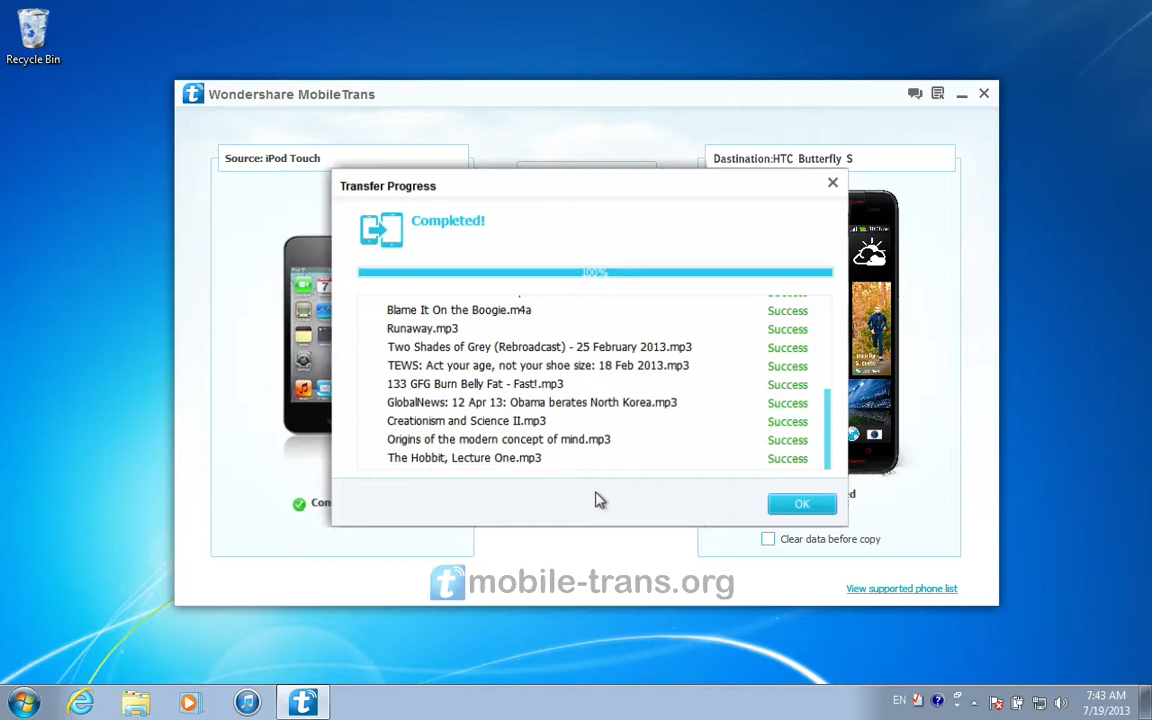 Recycle Bin
Wondershare MobileTrans
Source: iPod Touch
Dastination:HTC Butterfly S
Transfer Progress
Completed!
100%
Blame It On the Boogie.m4a Success
Runaway.mp3 Success
Two Shades of Grey (Rebroadcast) - 25 February 2013.mp3 Success
TEWS: Act your age, not your shoe size: 18 Feb 2013.mp3 Success
133 GFG Burn Belly Fat - Fast!.mp3 Success
GlobalNews: 12 Apr 13: Obama berates North Korea.mp3 Success
Creationism and Science II.mp3 Success
Origins of the modern concept of mind.mp3 Success
The Hobbit, Lecture One.mp3 Success
Con
OK
Clear data before copy
mobile-trans.org
View supported phone list
EN
7:43 AM
7/19/2013